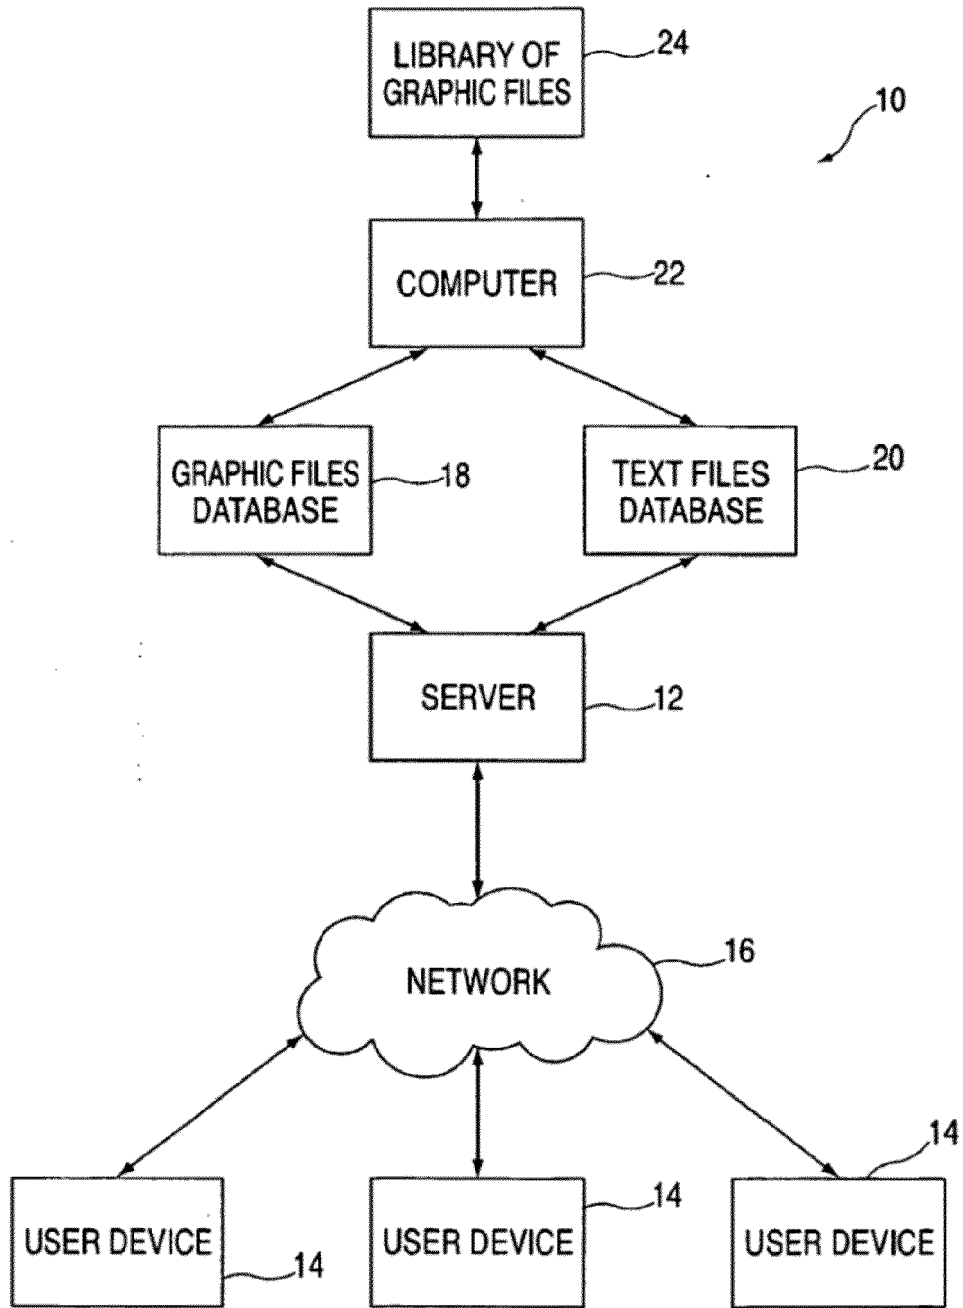 LIBRARY OF
GRAPHIC FILES
24
10
COMPUTER
22
GRAPHIC FILES
DATABASE
18
TEXT FILES
DATABASE
20
SERVER
12
NETWORK
16
USER DEVICE
14
USER DEVICE
14
USER DEVICE
14